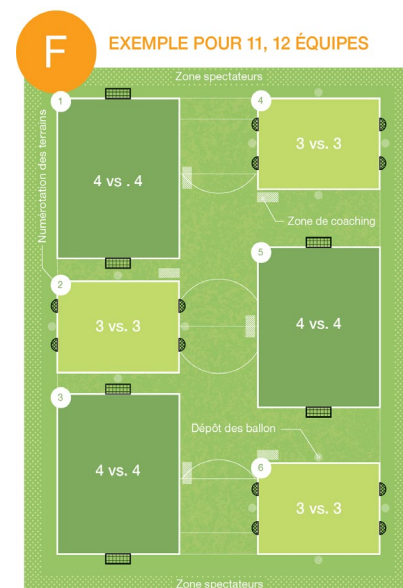 F
EXEMPLE POUR 11, 12 ÉQUIPES
Zone spectateurs
1
4
Numérotation des terrains
4 vs . 4
3 vs. 3
Zone de coaching
5
2
3 vs. 3
4 vs. 4
3
Dépôt des ballon
4 vs. 4
6
3 vs. 3
Zone spectateurs